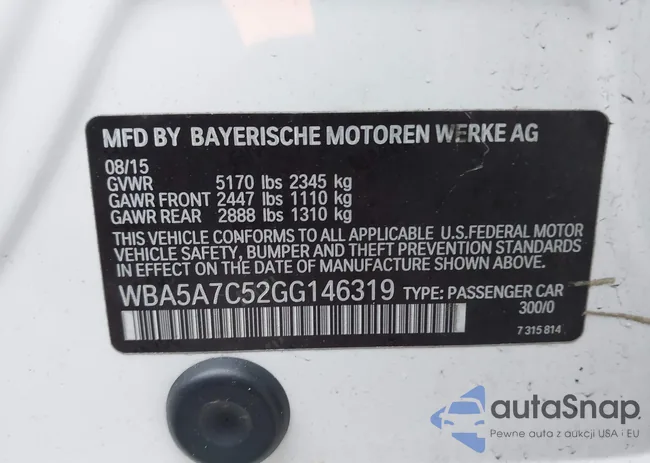 MFD BY BAYERISCHE MOTOREN WERKE AG
08/15
GVWR 5170 lbs 2345 kg
GAWR FRONT 2447 lbs 1110 kg
GAWR REAR 2888 lbs 1310 kg
THIS VEHICLE CONFORMS TO ALL APPLICABLE U.S.FEDERAL MOTOR
VEHICLE SAFETY, BUMPER AND THEFT PREVENTION STANDARDS
IN EFFECT ON THE DATE OF MANUFACTURE SHOWN ABOVE.
WBA5A7C52GG146319 TYPE: PASSENGER CAR
300/0
7 315 814
autoSnap
Pewne auto z aukcji USA i EU